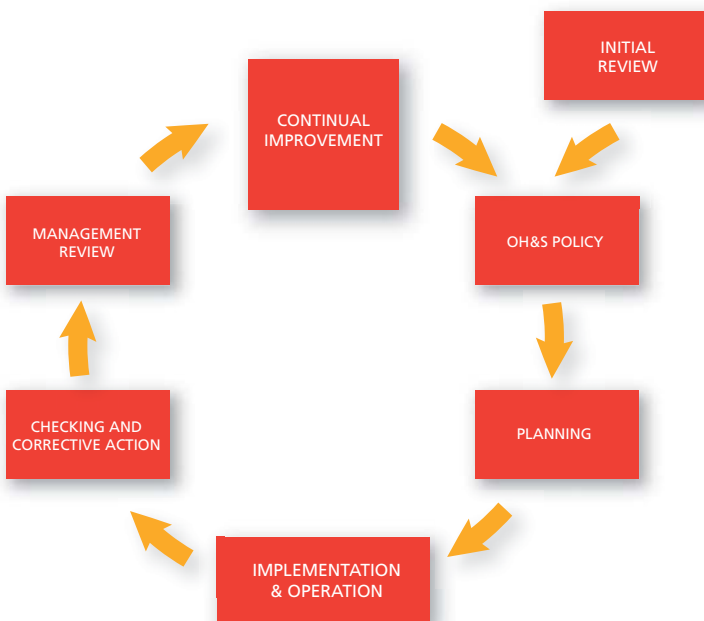 INITIAL
REVIEW
CONTINUAL
IMPROVEMENT
MANAGEMENT
REVIEW
OH&S POLICY
CHECKING AND
CORRECTIVE ACTION
PLANNING
IMPLEMENTATION
& OPERATION